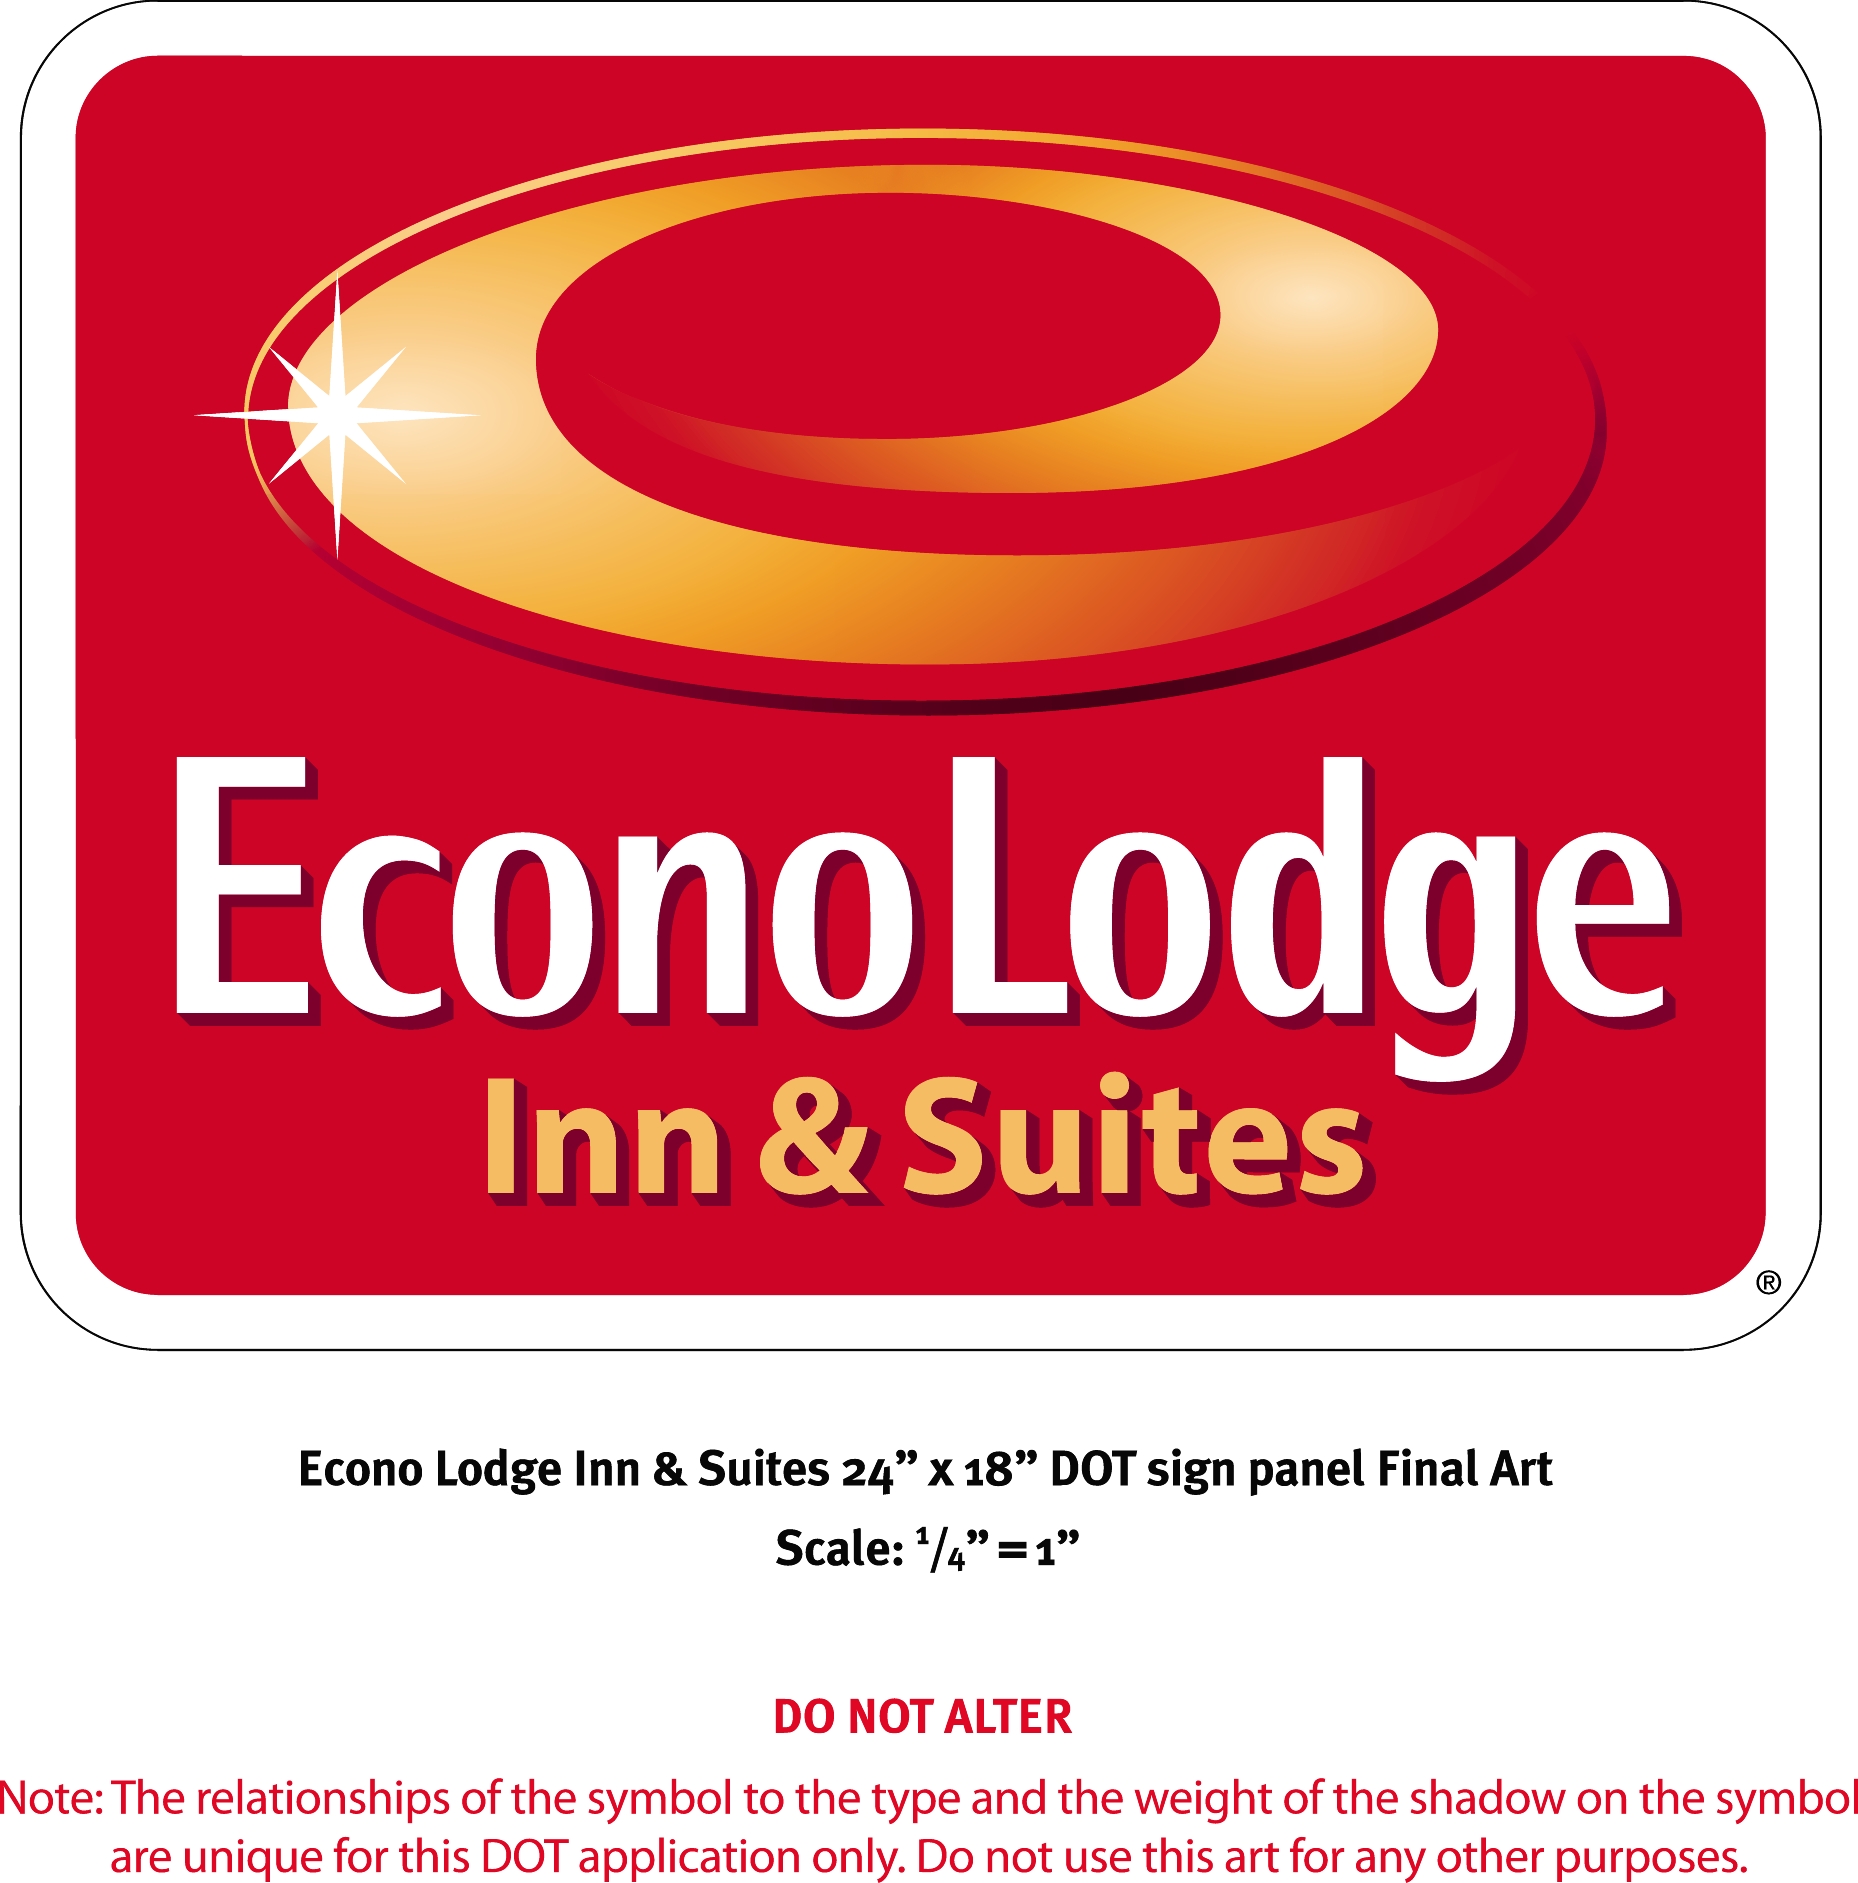 EconoLodge
Inn & Suites
®
Econo Lodge Inn & Suites 24” x 18” DOT sign panel Final Art
Scale: 1/4” = 1”
DO NOT ALTER
Note: The relationships of the symbol to the type and the weight of the shadow on the symbol
are unique for this DOT application only. Do not use this art for any other purposes.